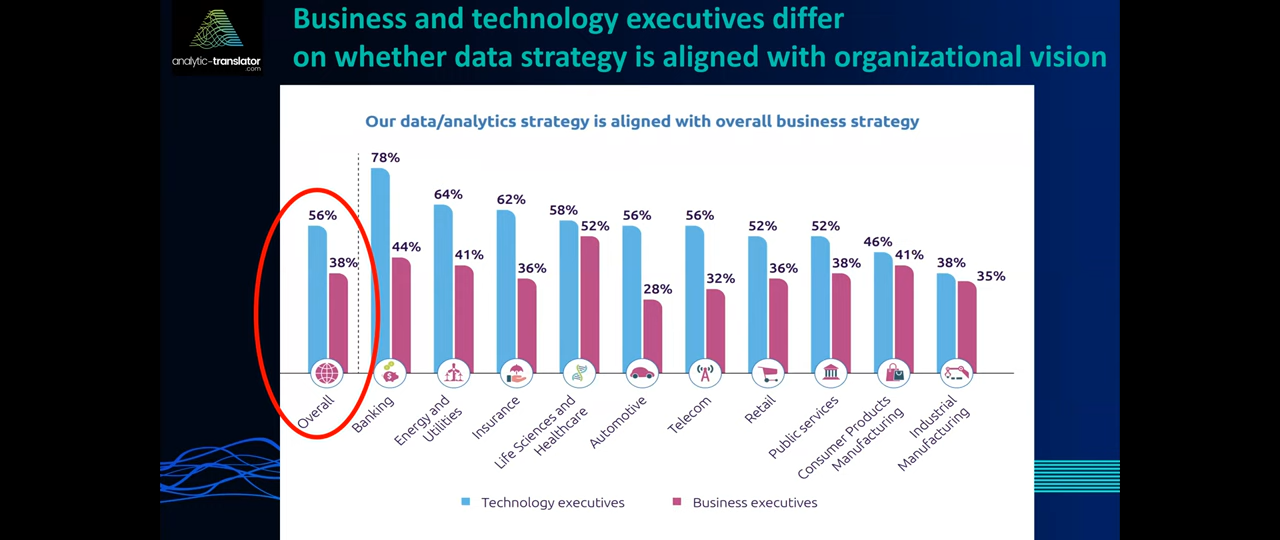 analytic-translator
.com
Business and technology executives differ
on whether data strategy is aligned with organizational vision
Our data/analytics strategy is aligned with overall business strategy
56%
38%
78%
44%
64%
41%
62%
36%
58%
52%
56%
28%
56%
32%
52%
36%
52%
38%
46%
41%
38%
35%
$
Overall
Banking
Energy and
Utilities
Insurance
Life Sciences and
Healthcare
Automotive
Telecom
Retail
Public services
Consumer Products
Manufacturing
Industrial
Manufacturing
Technology executives
Business executives